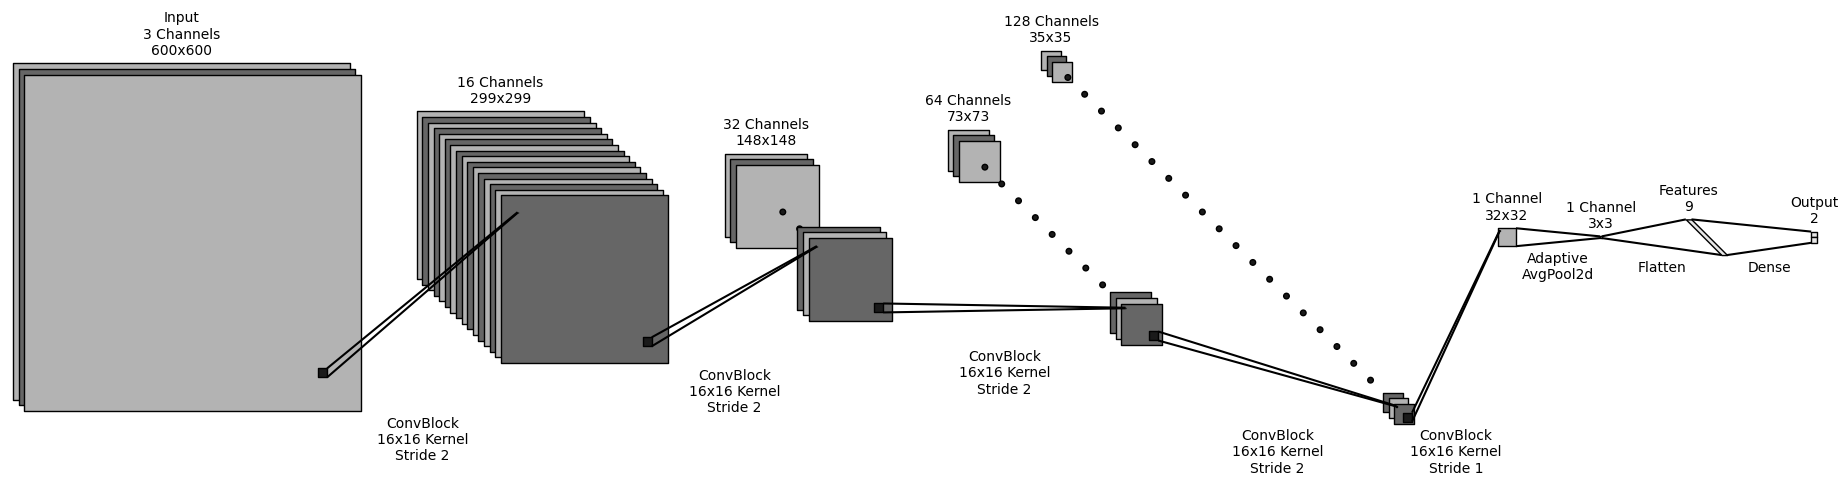 Input
3 Channels
600x600
16 Channels
299x299
32 Channels
148x148
64 Channels
73x73
128 Channels
35x35
1 Channel
32x32
1 Channel
3x3
Features
9
Output
2
ConvBlock
16x16 Kernel
Stride 2
ConvBlock
16x16 Kernel
Stride 2
ConvBlock
16x16 Kernel
Stride 2
ConvBlock
16x16 Kernel
Stride 2
ConvBlock
16x16 Kernel
Stride 1
Adaptive
AvgPool2d
Flatten
Dense